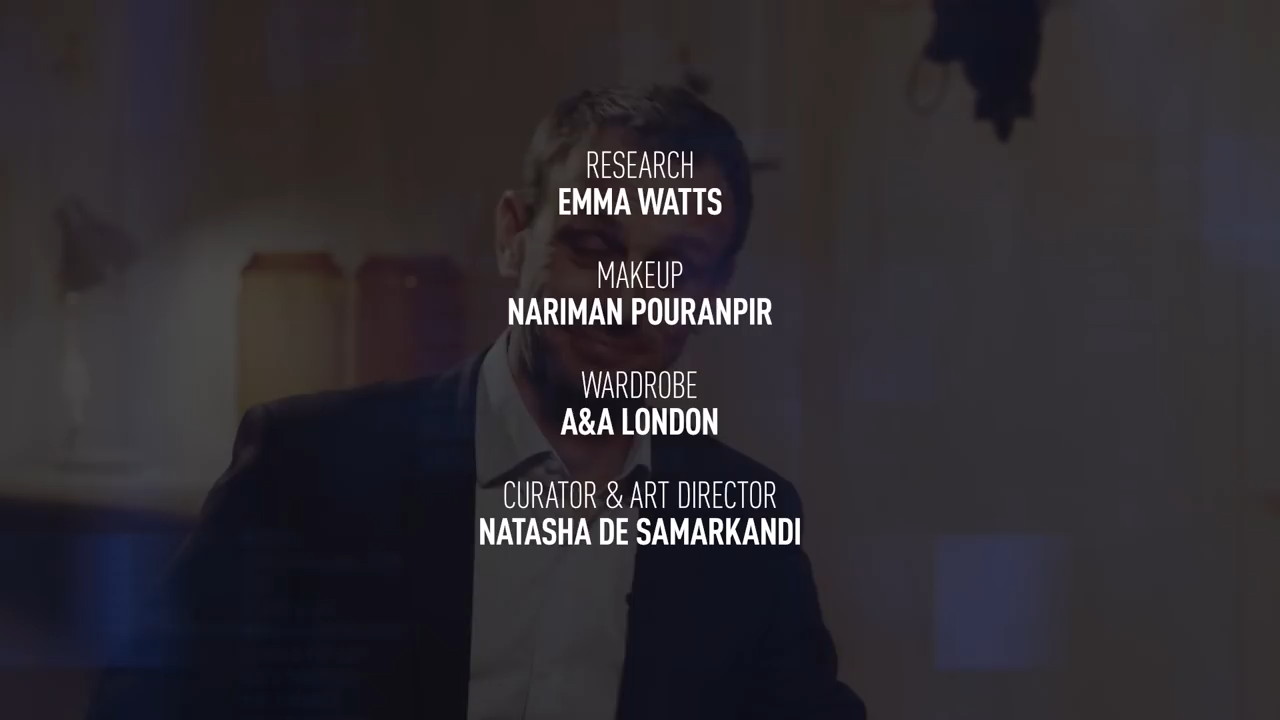 RESEARCH
EMMA WATTS
MAKEUP
NARIMAN POURANPIR
WARDROBE
A&A LONDON
CURATOR & ART DIRECTOR
NATASHA DE SAMARKANDI